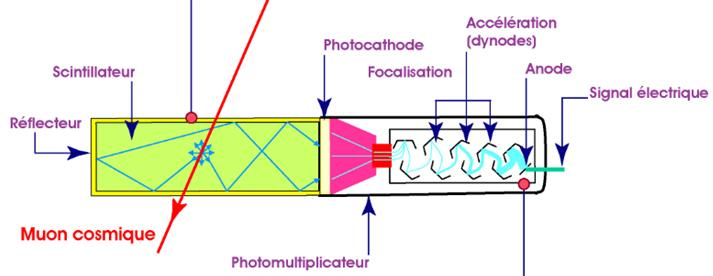 Accélération
(dynodes)
Photocathode
Scintillateur
Focalisation
Anode
Signal électrique
Réflecteur
Muon cosmique
Photomultiplicateur